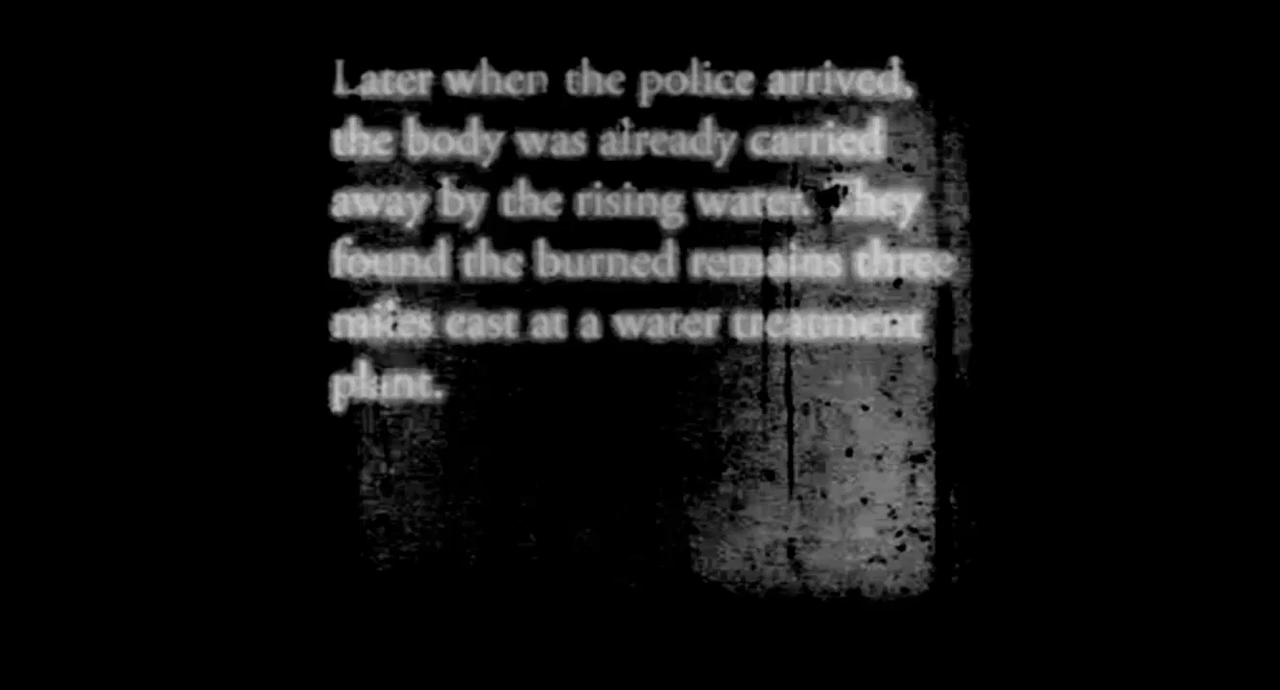 Later when the police arrived,
the body was already carried
away by the rising water. They
found the burned remains three
miles east at a water treatment
plant.